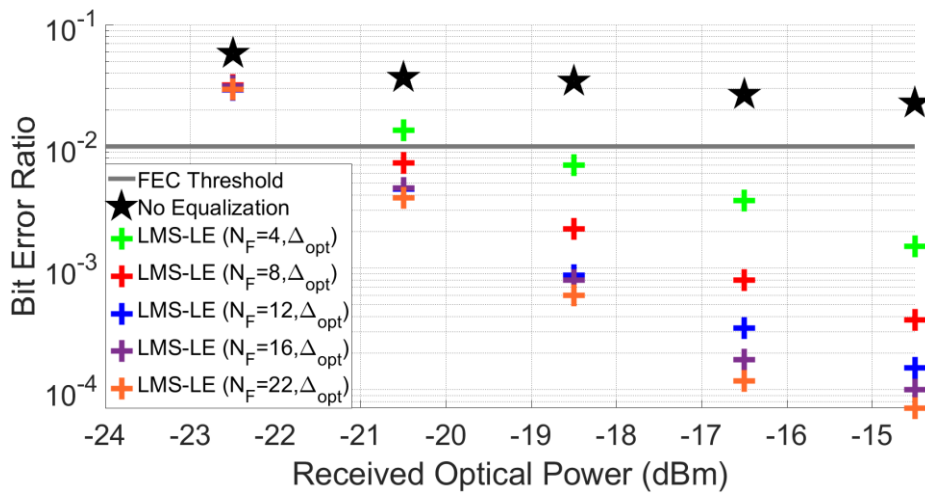 10^-1
10^-2
10^-3
10^-4
Bit Error Ratio
FEC Threshold
No Equalization
LMS-LE (N_F=4,Δ_opt)
LMS-LE (N_F=8,Δ_opt)
LMS-LE (N_F=12,Δ_opt)
LMS-LE (N_F=16,Δ_opt)
LMS-LE (N_F=22,Δ_opt)
-24 -22 -21 -20 -19 -18 -17 -16 -15
Received Optical Power (dBm)